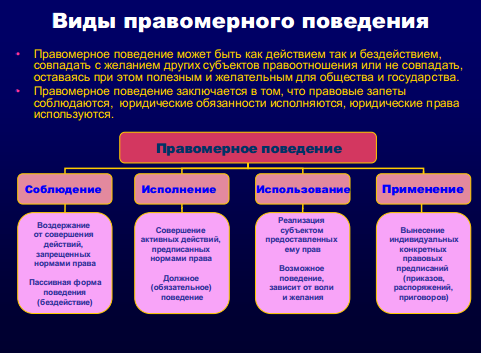 Виды правомерного поведения
• Правомерное поведение может быть как действием так и бездействием,
совпадать с желанием других субъектов правоотношения или не совпадать,
оставаясь при этом полезным и желательным для общества и государства.
• Правомерное поведение заключается в том, что правовые запеты
соблюдаются, юридические обязанности исполняются, юридические права
используются.
Правомерное поведение
Соблюдение
Воздержание
от совершения
действий,
запрещенных
нормами права
Пассивная форма
поведения
(бездействие)
Исполнение
Совершение
активных действий,
предписанных
нормами права
Должное
(обязательное)
поведение
Использование
Реализация
субъектом
предоставленных
ему прав
Возможное
поведение,
зависит от воли
и желания
Применение
Вынесение
индивидуальных
конкретных
правовых
предписаний
(приказов,
распоряжений,
приговоров)